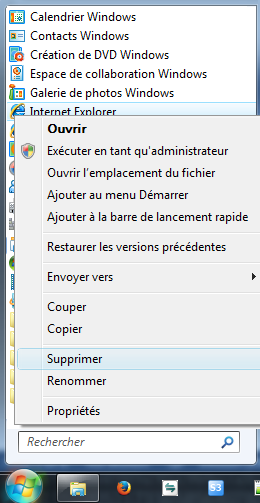 Calendrier Windows
Contacts Windows
Création de DVD Windows
Espace de collaboration Windows
Galerie de photos Windows
Internet Explorer
Ouvrir
Exécuter en tant qu'administrateur
Ouvrir l'emplacement du fichier
Ajouter au menu Démarrer
Ajouter à la barre de lancement rapide
Restaurer les versions précédentes
Envoyer vers
Couper
Copier
Supprimer
Renommer
Propriétés
Rechercher
S3